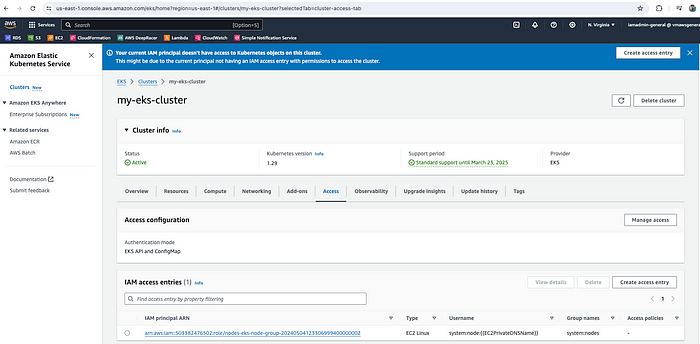 us-east-1.console.aws.amazon.com/eks/home?region=us-east-1#/clusters/my-eks-cluster?selectedTab=cluster-access-tab
aws
Services
Search
[Option+S]
N. Virginia
iamadmin-general @ vmawsgeneral
RDS
S3
EC2
CloudFormation
AWS DeepRacer
Lambda
CloudWatch
Simple Notification Service
Amazon Elastic
Kubernetes Service
Clusters New
Amazon EKS Anywhere
Enterprise Subscriptions New
Related services
Amazon ECR
AWS Batch
Documentation
Submit feedback
Your current IAM principal doesn't have access to Kubernetes objects on this cluster.
This might be due to the current principal not having an IAM access entry with permissions to access the cluster.
Create access entry
EKS
Clusters
my-eks-cluster
my-eks-cluster
Delete cluster
Cluster info Info
Status
Active
Kubernetes version Info
1.29
Support period
Standard support until March 23, 2025
Provider
EKS
Overview
Resources
Compute
Networking
Add-ons
Access
Observability
Upgrade insights
Update history
Tags
Access configuration
Manage access
Authentication mode
EKS API and ConfigMap
IAM access entries (1) Info
View details
Delete
Create access entry
Find access entry by property filtering
1
IAM principal ARN
Type
Username
Group names
Access policies
arn:aws:iam::503382476502:role/nodes-eks-node-group-20240504123306999400000002
EC2 Linux
system:node:{{EC2PrivateDNSName}}
system:nodes
-